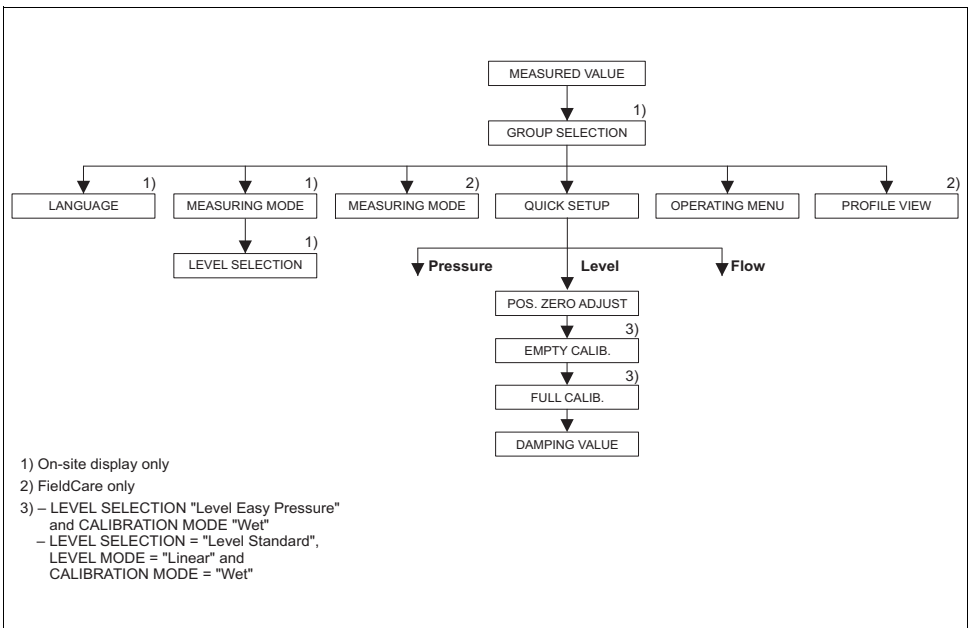 MEASURED VALUE
1)
GROUP SELECTION
1)
1)
2)
2)
LANGUAGE
MEASURING MODE
MEASURING MODE
QUICK SETUP
OPERATING MENU
PROFILE VIEW
1)
LEVEL SELECTION
Pressure
Level
Flow
POS. ZERO ADJUST
3)
EMPTY CALIB.
3)
FULL CALIB.
DAMPING VALUE
1) On-site display only
2) FieldCare only
3) – LEVEL SELECTION "Level Easy Pressure"
and CALIBRATION MODE "Wet"
– LEVEL SELECTION = "Level Standard",
LEVEL MODE = "Linear" and
CALIBRATION MODE = "Wet"